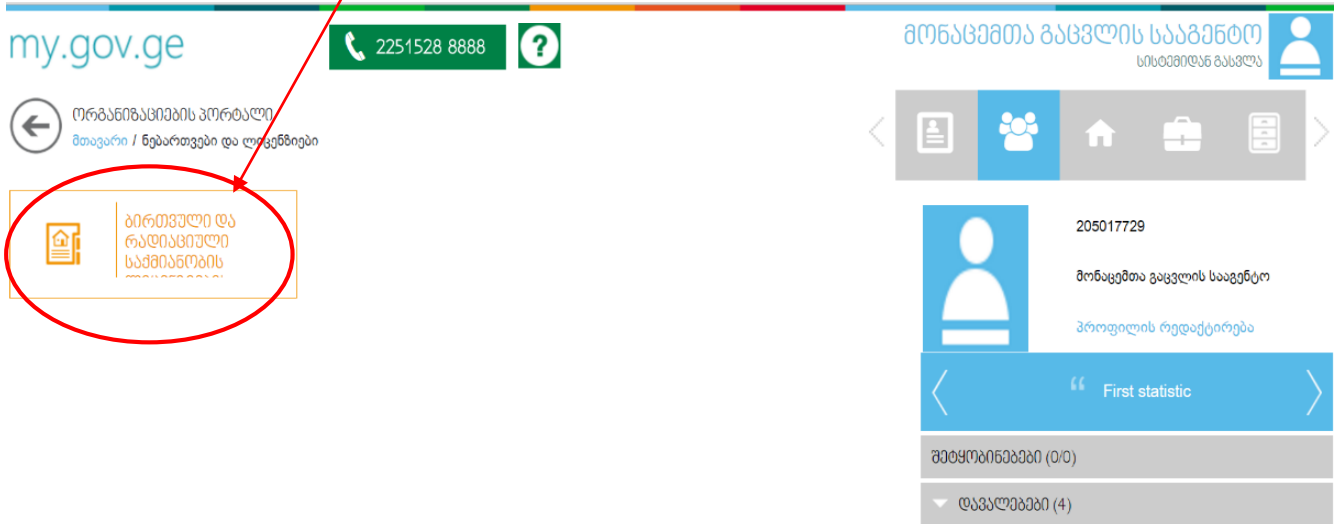 my.gov.ge
2251528 8888
?
მონაცემთა გაცვლის სააგენტო
სისტემიდან გასვლა
ორგანიზაციების პორტალი
მთავარი / ნებართვები და ლიცენზიები
ბირთვული და
რადიაციული
საქმიანობის
205017729
მონაცემთა გაცვლის სააგენტო
პროფილის რედაქტირება
“ First statistic
შეტყობინებები (0/0)
დავალებები (4)